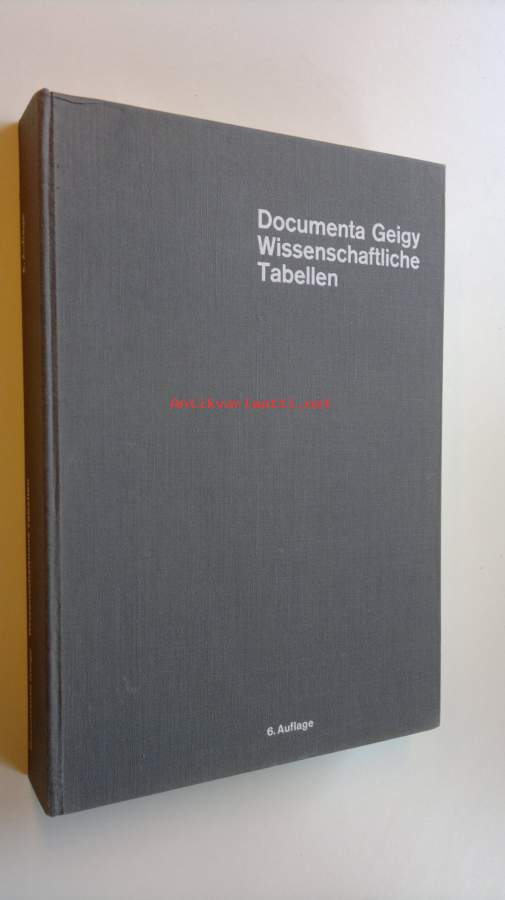 Documenta Geigy
Wissenschaftliche
Tabellen
Antikvariaatti.net
6. Auflage